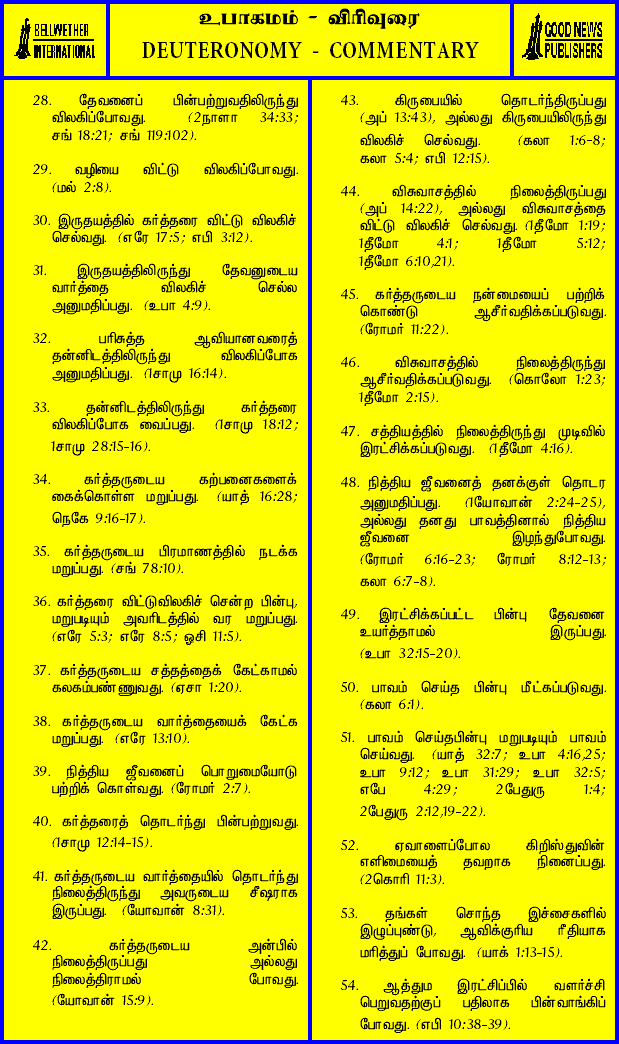 உபாகமம் - விரிவுரை
BELLWETHER
INTERNATIONAL
DEUTERONOMY - COMMENTARY
GOOD NEWS
PUBLISHERS
28. தேவனைப் பின்பற்றுவதிலிருந்து
விலகிப்போவது. (2நாளா 34:33;
சங் 18:21; சங் 119:102).
29. வழியை விட்டு விலகிப்போவது.
(மல் 2:8).
30. இருதயத்தில் கர்த்தரை விட்டு விலகிச்
செல்வது. (எரே 17:5; எபி 3:12).
31. இருதயத்திலிருந்து தேவனுடைய
வார்த்தை விலகிச் செல்ல
அனுமதிப்பது. (உபா 4:9).
32. பரிசுத்த ஆவியானவரைத்
தன்னிடத்திலிருந்து விலகிப்போக
அனுமதிப்பது. (1சாமு 16:14).
33. தன்னிடத்திலிருந்து கர்த்தரை
விலகிப்போக வைப்பது. (1சாமு 18:12;
1சாமு 28:15-16).
34. கர்த்தருடைய கற்பனைகளைக்
கைக்கொள்ள மறுப்பது. (யாத் 16:28;
நெகே 9:16-17).
35. கர்த்தருடைய பிரமாணத்தில் நடக்க
மறுப்பது. (சங் 78:10).
36. கர்த்தரை விட்டுவிலகிச் சென்ற பின்பு,
மறுபடியும் அவரிடத்தில் வர மறுப்பது.
(எரே 5:3; எரே 8:5; ஓசி 11:5).
37. கர்த்தருடைய சத்தத்தைக் கேட்காமல்
கலகம்பண்ணுவது. (ஏசா 1:20).
38. கர்த்தருடைய வார்த்தையைக் கேட்க
மறுப்பது. (எரே 13:10).
39. நித்திய ஜீவனைப் பொறுமையோடு
பற்றிக் கொள்வது. (ரோமர் 2:7).
40. கர்த்தரைத் தொடர்ந்து பின்பற்றுவது.
(1சாமு 12:14-15).
41. கர்த்தருடைய வார்த்தையில் தொடர்ந்து
நிலைத்திருந்து அவருடைய சீஷராக
இருப்பது. (யோவான் 8:31).
42. கர்த்தருடைய அன்பில்
நிலைத்திருப்பது அல்லது
நிலைத்திராமல் போவது.
(யோவான் 15:9).
43. கிருபையில் தொடர்ந்திருப்பது
(அப் 13:43), அல்லது கிருபையிலிருந்து
விலகிச் செல்வது. (கலா 1:6-8;
கலா 5:4; எபி 12:15).
44. விசுவாசத்தில் நிலைத்திருப்பது
(அப் 14:22), அல்லது விசுவாசத்தை
விட்டு விலகிச் செல்வது. (1தீமோ 1:19;
1தீமோ 4:1; 1தீமோ 5:12;
1தீமோ 6:10,21).
45. கர்த்தருடைய நன்மையைப் பற்றிக்
கொண்டு ஆசீர்வதிக்கப்படுவது.
(ரோமர் 11:22).
46. விசுவாசத்தில் நிலைத்திருந்து
ஆசீர்வதிக்கப்படுவது. (கொலோ 1:23;
1தீமோ 2:15).
47. சத்தியத்தில் நிலைத்திருந்து முடிவில்
இரட்சிக்கப்படுவது. (1தீமோ 4:16).
48. நித்திய ஜீவனைத் தனக்குள் தொடர
அனுமதிப்பது. (1யோவான் 2:24-25),
அல்லது தனது பாவத்தினால் நித்திய
ஜீவனை இழந்துபோவது.
(ரோமர் 6:16-23; ரோமர் 8:12-13;
கலா 6:7-8).
49. இரட்சிக்கப்பட்ட பின்பு தேவனை
உயர்த்தாமல் இருப்பது.
(உபா 32:15-20).
50. பாவம் செய்த பின்பு மீட்கப்படுவது.
(கலா 6:1).
51. பாவம் செய்தபின்பு மறுபடியும் பாவம்
செய்வது. (யாத் 32:7; உபா 4:16,25;
உபா 9:12; உபா 31:29; உபா 32:5;
எபே 4:29; 2பேதுரு 1:4;
2பேதுரு 2:12,19-22).
52. ஏவாளைப்போல கிறிஸ்துவின்
எளிமையைத் தவறாக நினைப்பது.
(2கொரி 11:3).
53. தங்கள் சொந்த இச்சைகளில்
இழுப்புண்டு, ஆவிக்குரிய ரீதியாக
மரித்துப் போவது. (யாக் 1:13-15).
54. ஆத்தும இரட்சிப்பில் வளர்ச்சி
பெறுவதற்குப் பதிலாக பின்வாங்கிப்
போவது. (எபி 10:38-39).